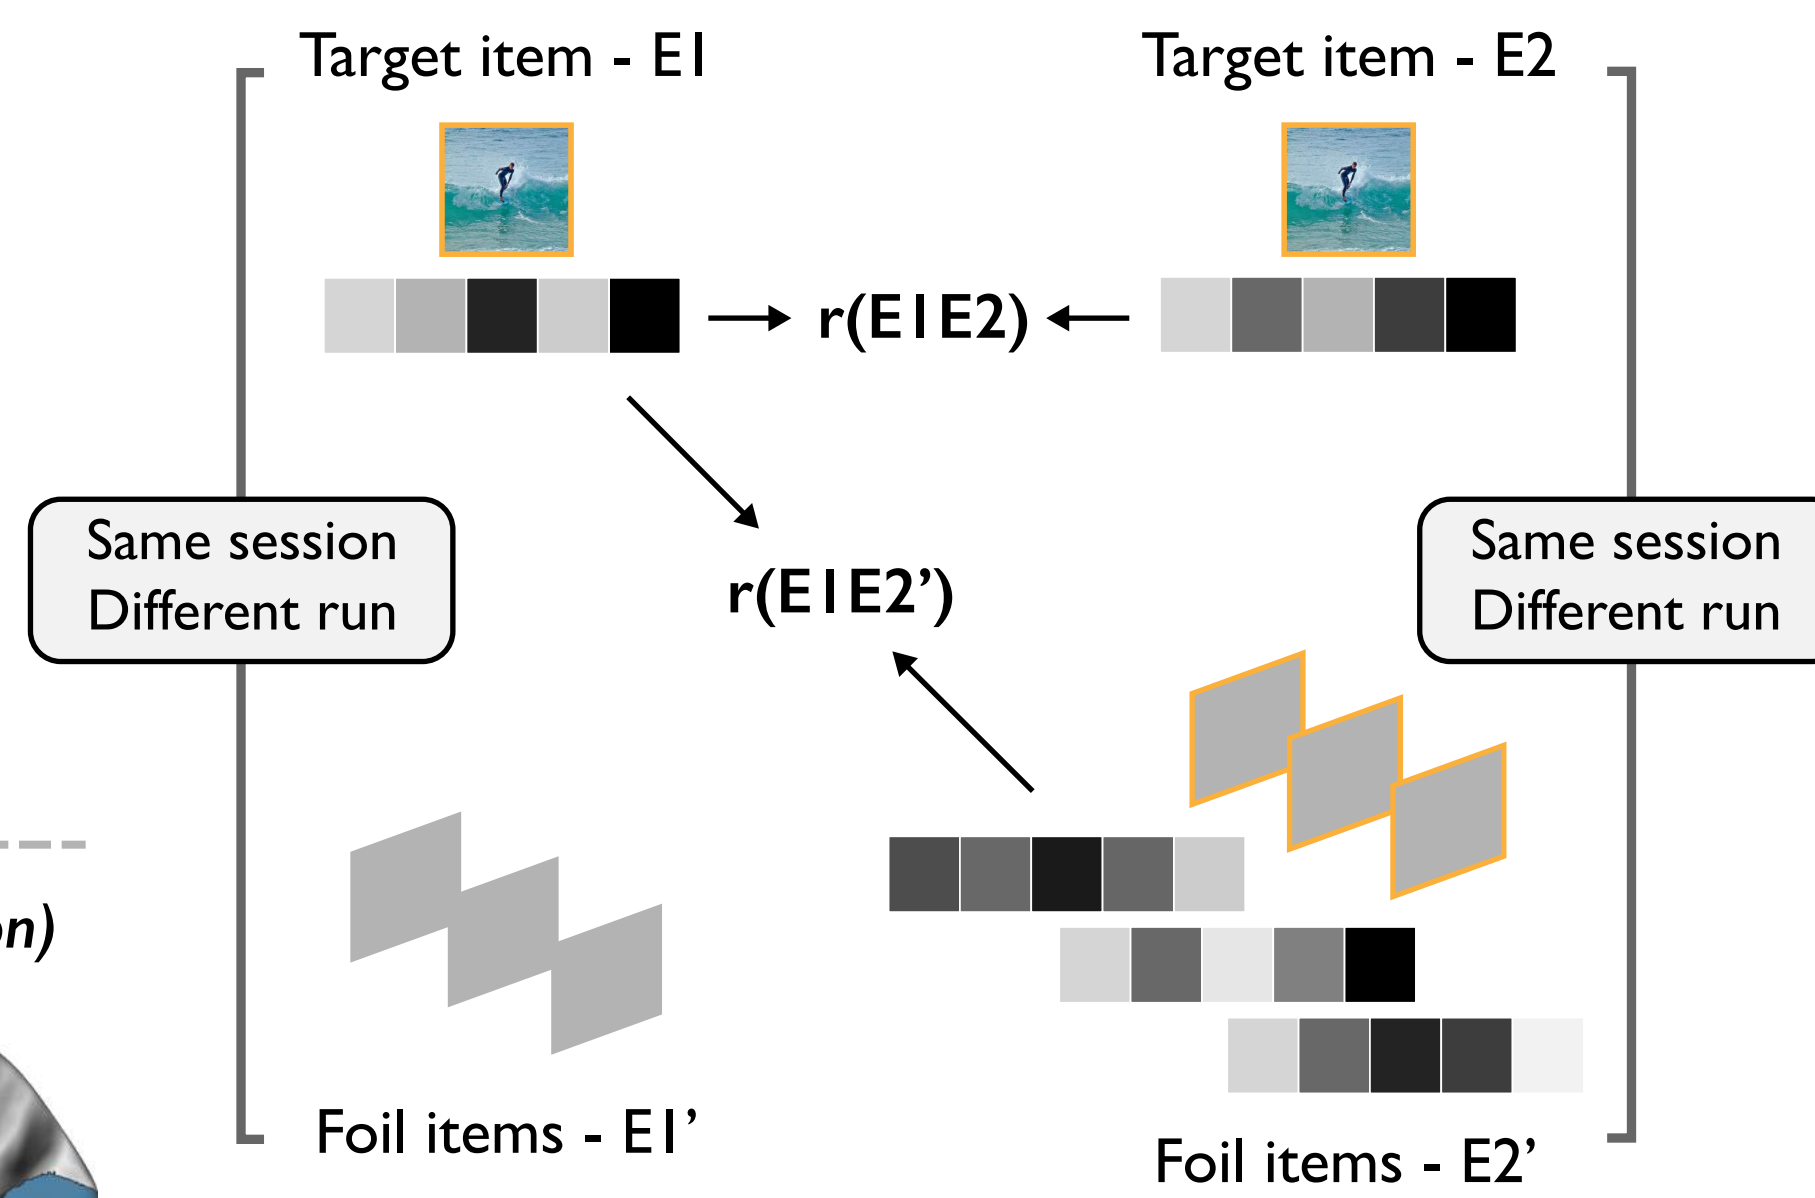 Target item - E1
Target item - E2
r(E1E2)
Same session
Different run
Same session
Different run
r(E1E2’)
on)
Foil items - E1’
Foil items - E2’